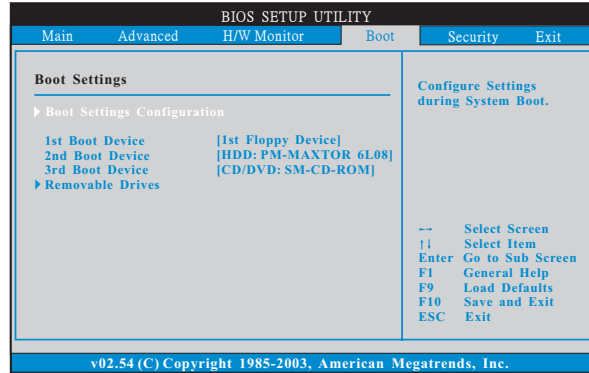 BIOS SETUP UTILITY
Main Advanced H/W Monitor Boot Security Exit
Boot Settings
Boot Settings Configuration
1st Boot Device [1st Floppy Device]
2nd Boot Device [HDD: PM-MAXTOR 6L08]
3rd Boot Device [CD/DVD: SM-CD-ROM]
Removable Drives
Configure Settings
during System Boot.
←→ Select Screen
↑↓ Select Item
Enter Go to Sub Screen
F1 General Help
F9 Load Defaults
F10 Save and Exit
ESC Exit
v02.54 (C) Copyright 1985-2003, American Megatrends, Inc.